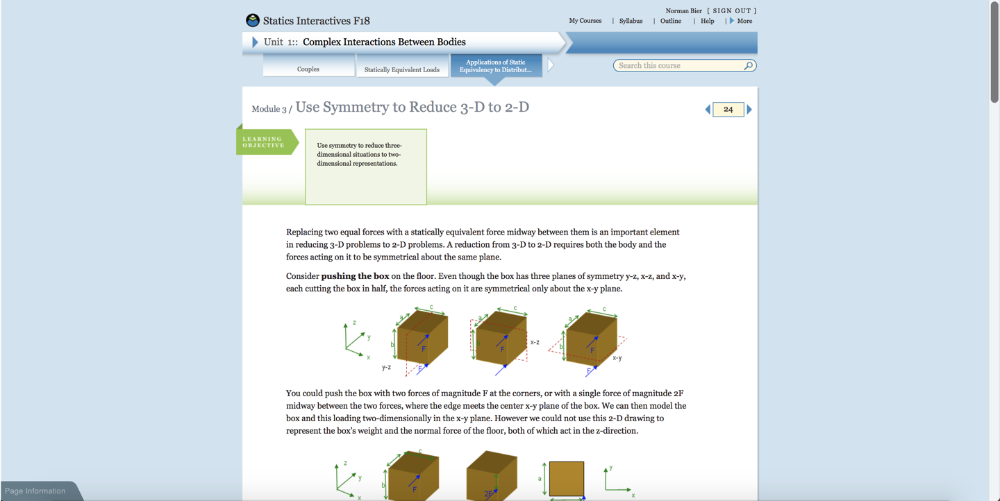 Norman Bier [ SIGN OUT ]
Statics Interactives F18
My Courses | Syllabus | Outline | Help | More
Unit 1:: Complex Interactions Between Bodies
Couples
Statically Equivalent Loads
Applications of Static
Equivalency to Distribut...
Search this course
Module 3 / Use Symmetry to Reduce 3-D to 2-D
24
LEARNING
OBJECTIVE
Use symmetry to reduce three-
dimensional situations to two-
dimensional representations.
Replacing two equal forces with a statically equivalent force midway between them is an important element
in reducing 3-D problems to 2-D problems. A reduction from 3-D to 2-D requires both the body and the
forces acting on it to be symmetrical about the same plane.
Consider pushing the box on the floor. Even though the box has three planes of symmetry y-z, x-z, and x-y,
each cutting the box in half, the forces acting on it are symmetrical only about the x-y plane.
z
y
x
a
c
b
F
F
y-z
a
c
b
F
x-z
a
c
b
F
F
x-y
You could push the box with two forces of magnitude F at the corners, or with a single force of magnitude 2F
midway between the two forces, where the edge meets the center x-y plane of the box. We can then model the
box and this loading two-dimensionally in the x-y plane. However we could not use this 2-D drawing to
represent the box's weight and the normal force of the floor, both of which act in the z-direction.
z
y
x
c
b
F
2F
a
y
x
Page Information